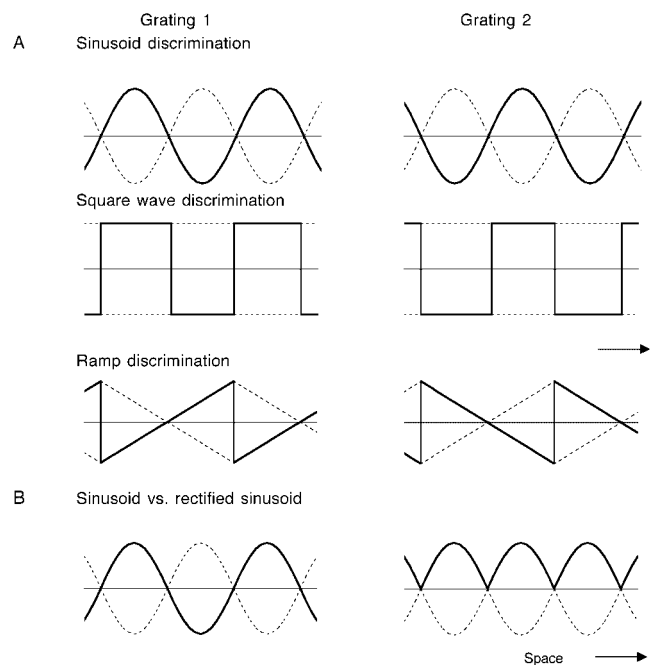 Grating 1 Grating 2
A Sinusoid discrimination
Square wave discrimination
Ramp discrimination
B Sinusoid vs. rectified sinusoid
Space